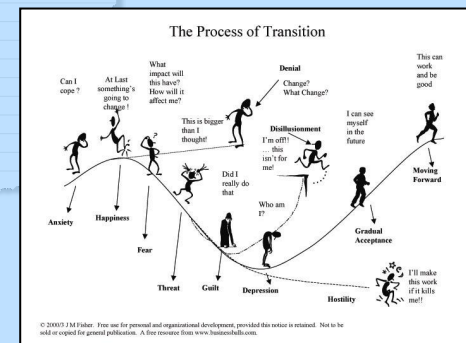 The Process of Transition
Can I
cope ?
At Last
something's
going to
change !
What
impact will
this have?
How will it
affect me?
This is bigger
than I
thought!
Denial
Change?
What Change?
Disillusionment
I'm off!!
… this
isn't for
me!
Did I
really do
that
Who am
I?
I can see
myself
in the
future
This can
work
and be
good
Anxiety
Happiness
Fear
Threat
Guilt
Depression
Gradual
Acceptance
Moving
Forward
Hostility
I'll make
this work
if it kills
me!!
© 2000/3 J M Fisher. Free use for personal and organizational development, provided this notice is retained. Not to be
sold or copied for general publication. A free resource from www.businessballs.com.